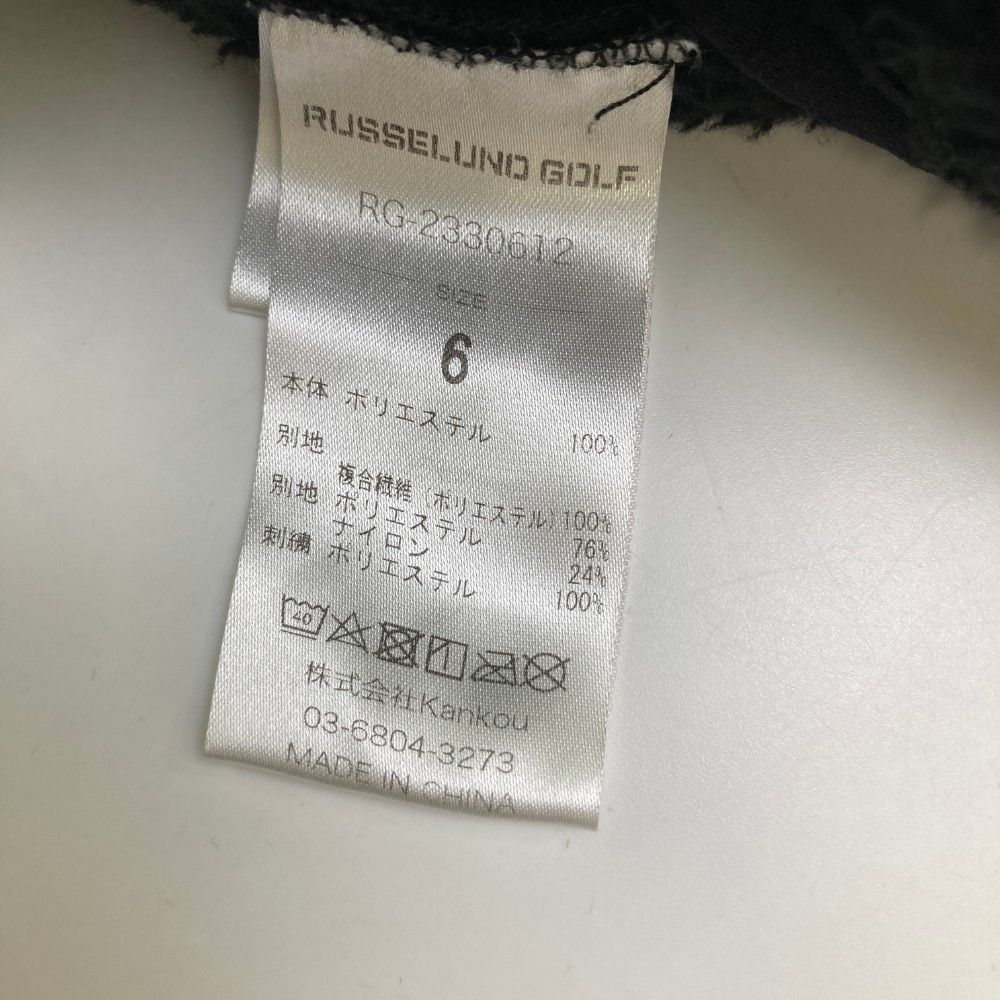 RUSSELUNO GOLF
RG-2330612
SIZE
6
本体 ポリエステル 100%
別地
複合繊維(ポリエステル)100%
別地 ポリエステル 76%
ナイロン 24%
刺繍 ポリエステル 100%
40
株式会社Kankou
03-6804-3273
MADE IN CHINA